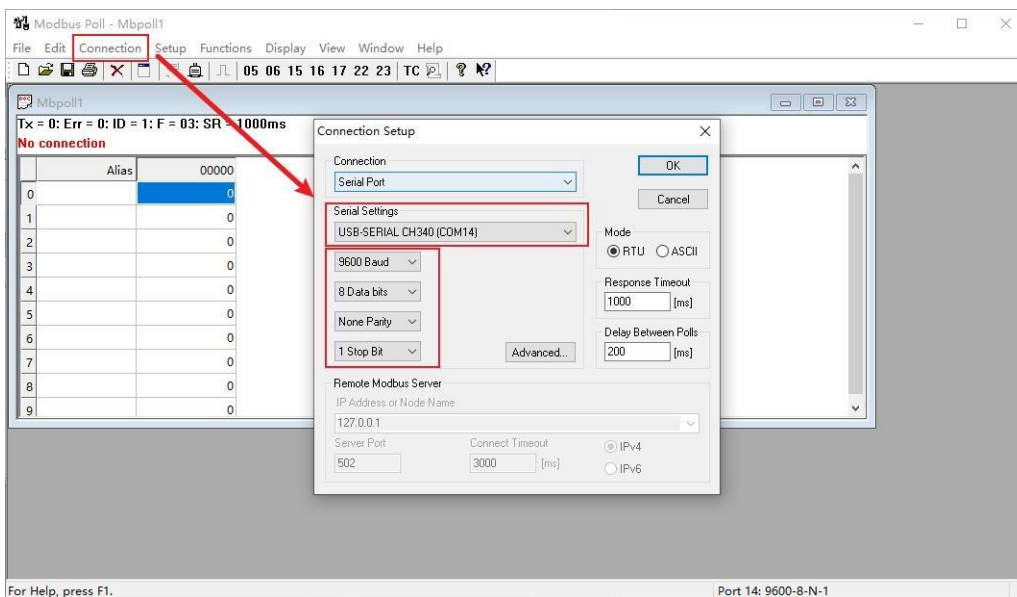 Modbus Poll - Mbpoll1
File Edit Connection Setup Functions Display View Window Help
05 06 15 16 17 22 23 TC
Mbpoll1
Tx = 0: Err = 0: ID = 1: F = 03: SR = 1000ms
No connection
Alias 00000
0 0
1 0
2 0
3 0
4 0
5 0
6 0
7 0
8 0
9 0
Connection Setup
Connection
Serial Port
OK
Cancel
Serial Settings
USB-SERIAL CH340 (COM14)
Mode
RTU ASCII
9600 Baud
8 Data bits
None Parity
1 Stop Bit
Advanced...
Response Timeout
1000 [ms]
Delay Between Polls
200 [ms]
Remote Modbus Server
IP Address or Node Name
127.0.0.1
Server Port Connect Timeout
502 3000 [ms]
IPv4
IPv6
For Help, press F1.
Port 14: 9600-8-N-1